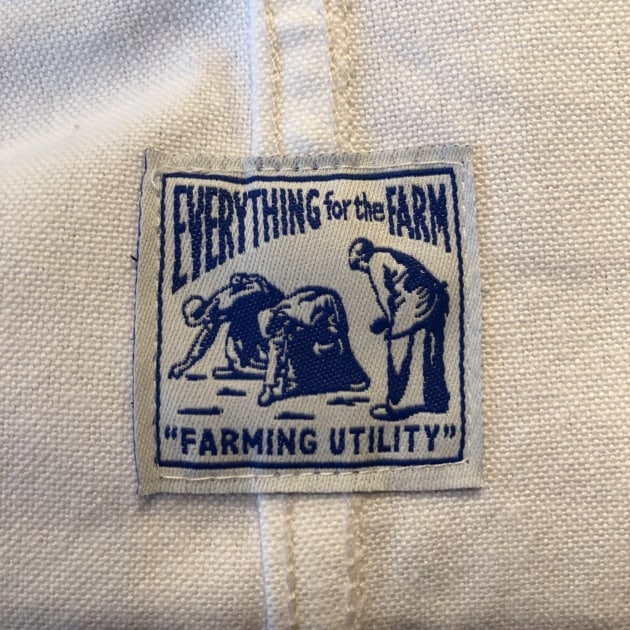 EVERYTHING for the FARM
"FARMING UTILITY"